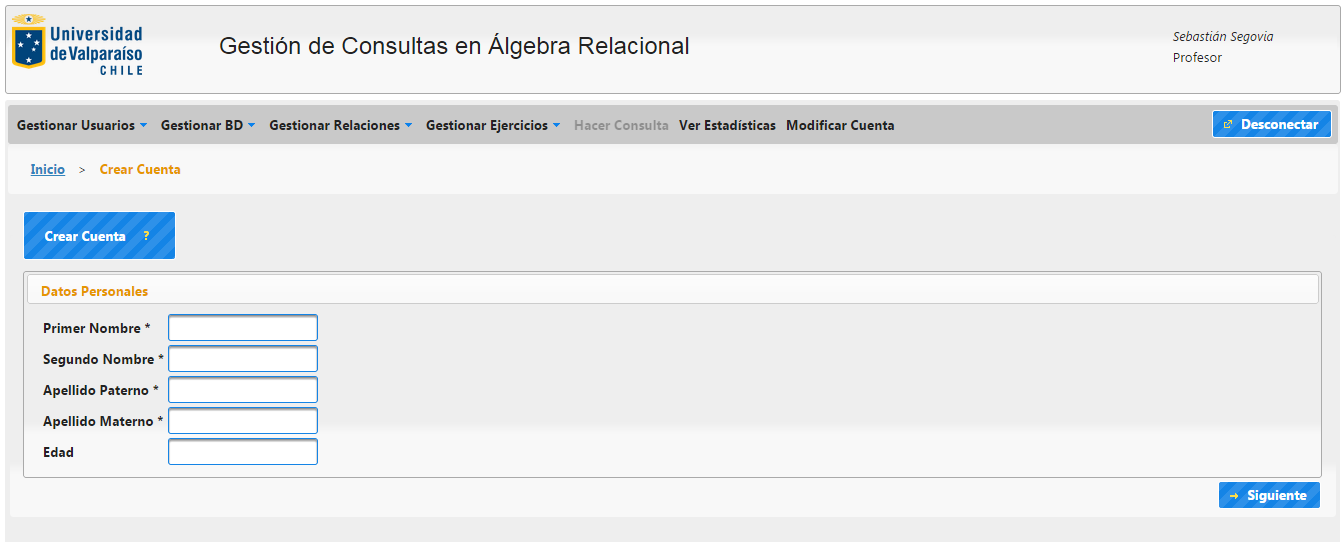 Universidad
de Valparaíso
CHILE
Gestión de Consultas en Álgebra Relacional
Sebastián Segovia
Profesor
Gestionar Usuarios Gestionar BD Gestionar Relaciones Gestionar Ejercicios Hacer Consulta Ver Estadísticas Modificar Cuenta Desconectar
Inicio > Crear Cuenta
Crear Cuenta ?
Datos Personales
Primer Nombre *
Segundo Nombre *
Apellido Paterno *
Apellido Materno *
Edad
Siguiente